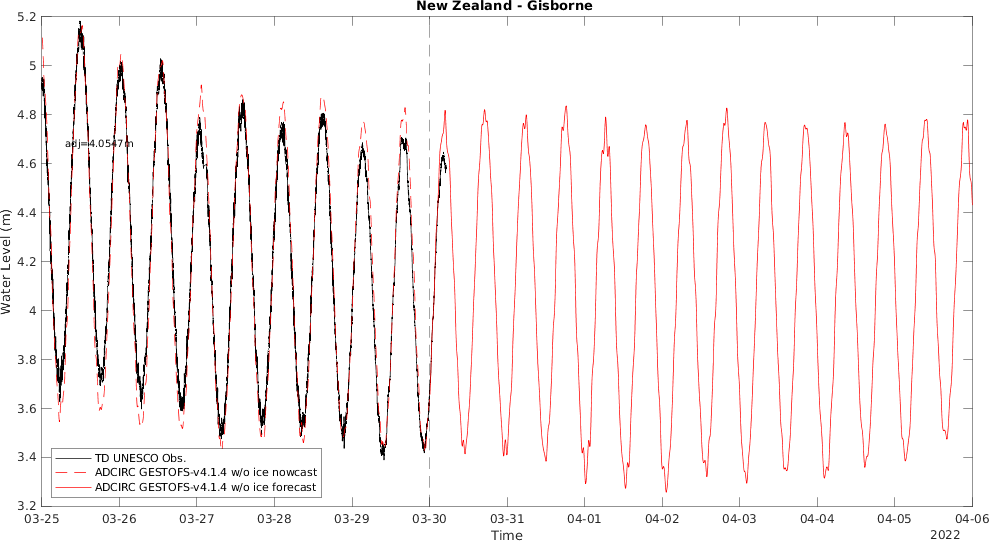 New Zealand - Gisborne
5.2
5
4.8
4.6
4.4
4.2
4
3.8
3.6
3.4
3.2
Water Level (m)
adj=4.0547m
TD UNESCO Obs.
ADCIRC GESTOFS-v4.1.4 w/o ice nowcast
ADCIRC GESTOFS-v4.1.4 w/o ice forecast
03-25 03-26 03-27 03-28 03-29 03-30 03-31 04-01 04-02 04-03 04-04 04-05 04-06
Time
2022